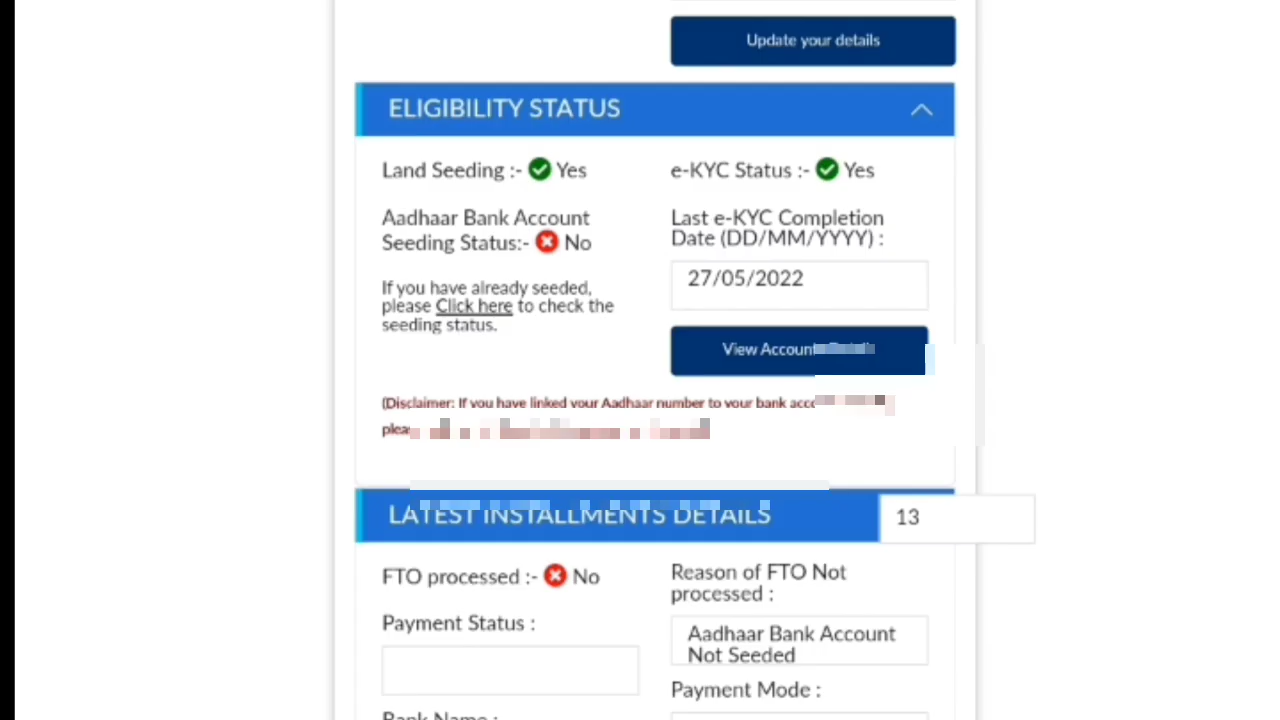 Update your details
ELIGIBILITY STATUS
Land Seeding :- Yes
e-KYC Status :- Yes
Aadhaar Bank Account
Seeding Status:- No
Last e-KYC Completion
Date (DD/MM/YYYY) :
27/05/2022
If you have already seeded,
please Click here to check the
seeding status.
View Account
(Disclaimer: If you have linked your Aadhaar number to your bank
LATEST INSTALLMENTS DETAILS
13
FTO processed :- No
Reason of FTO Not
processed :
Aadhaar Bank Account
Not Seeded
Payment Status :
Payment Mode :
Bank Name :